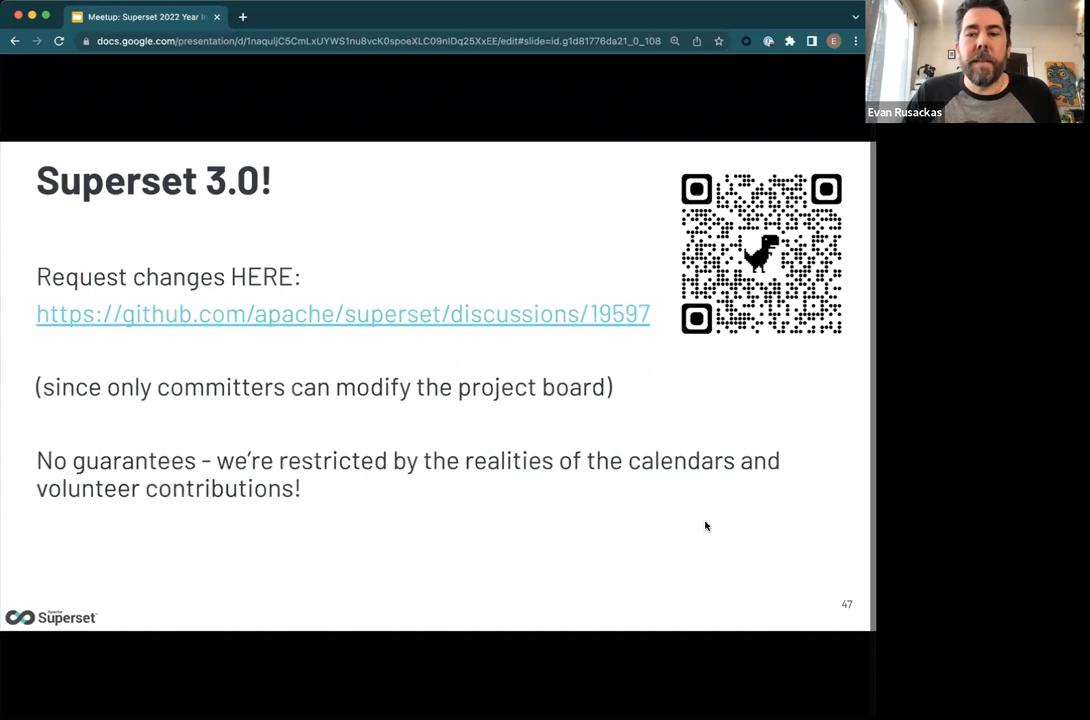 Meetup: Superset 2022 Year I
docs.google.com/presentation/d/1naquljC5CmLxUYWS1nu8vcK0spoeXLC09nIDq25XxEE/edit#slide=id.g1d81776da21_0_108
E
Evan Rusackas
Superset 3.0!
Request changes HERE:
https://github.com/apache/superset/discussions/19597
(since only committers can modify the project board)
No guarantees - we’re restricted by the realities of the calendars and
volunteer contributions!
Apache
Superset
47